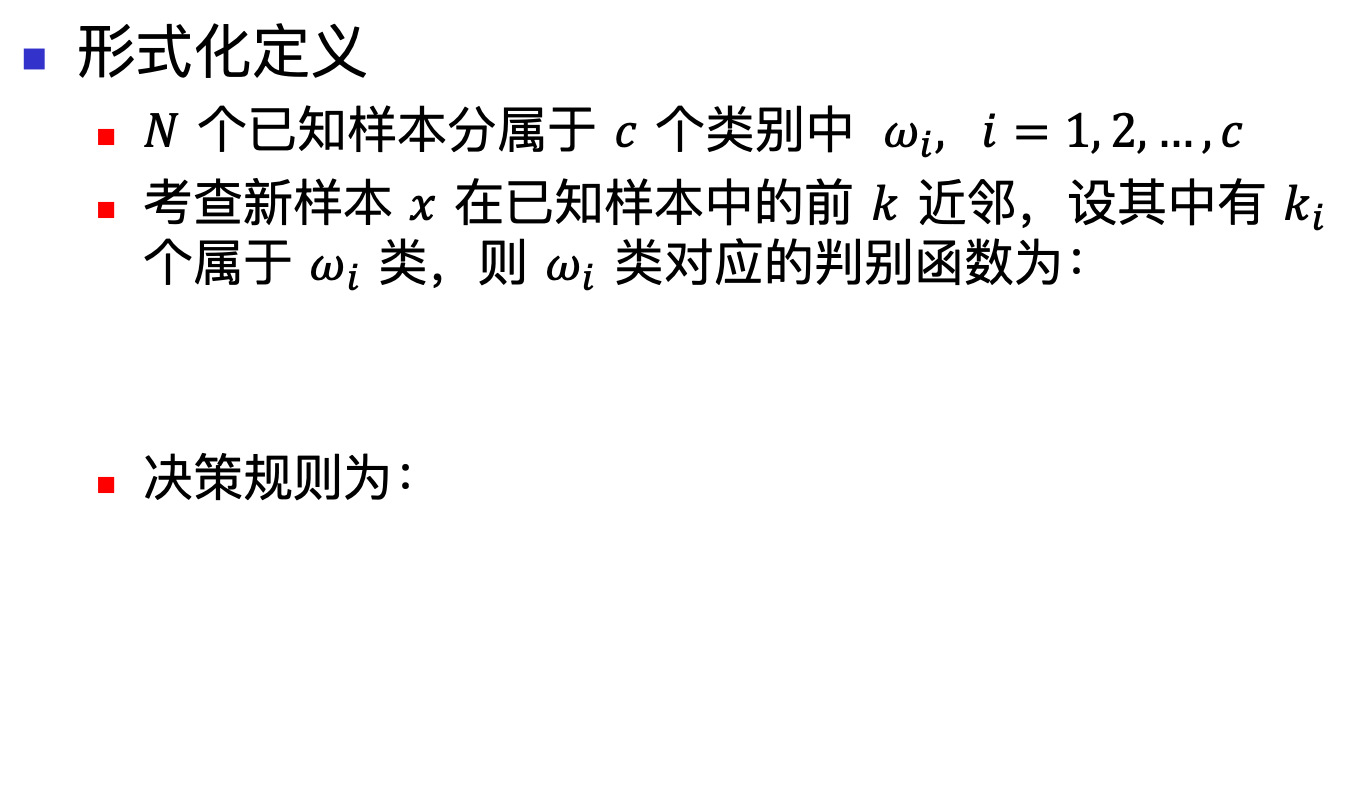 形式化定义
N 个已知样本分属于 c 个类别中 ωᵢ, i = 1, 2, … , c
考查新样本 x 在已知样本中的前 k 近邻，设其中有 kᵢ
个属于 ωᵢ 类，则 ωᵢ 类对应的判别函数为：
决策规则为：